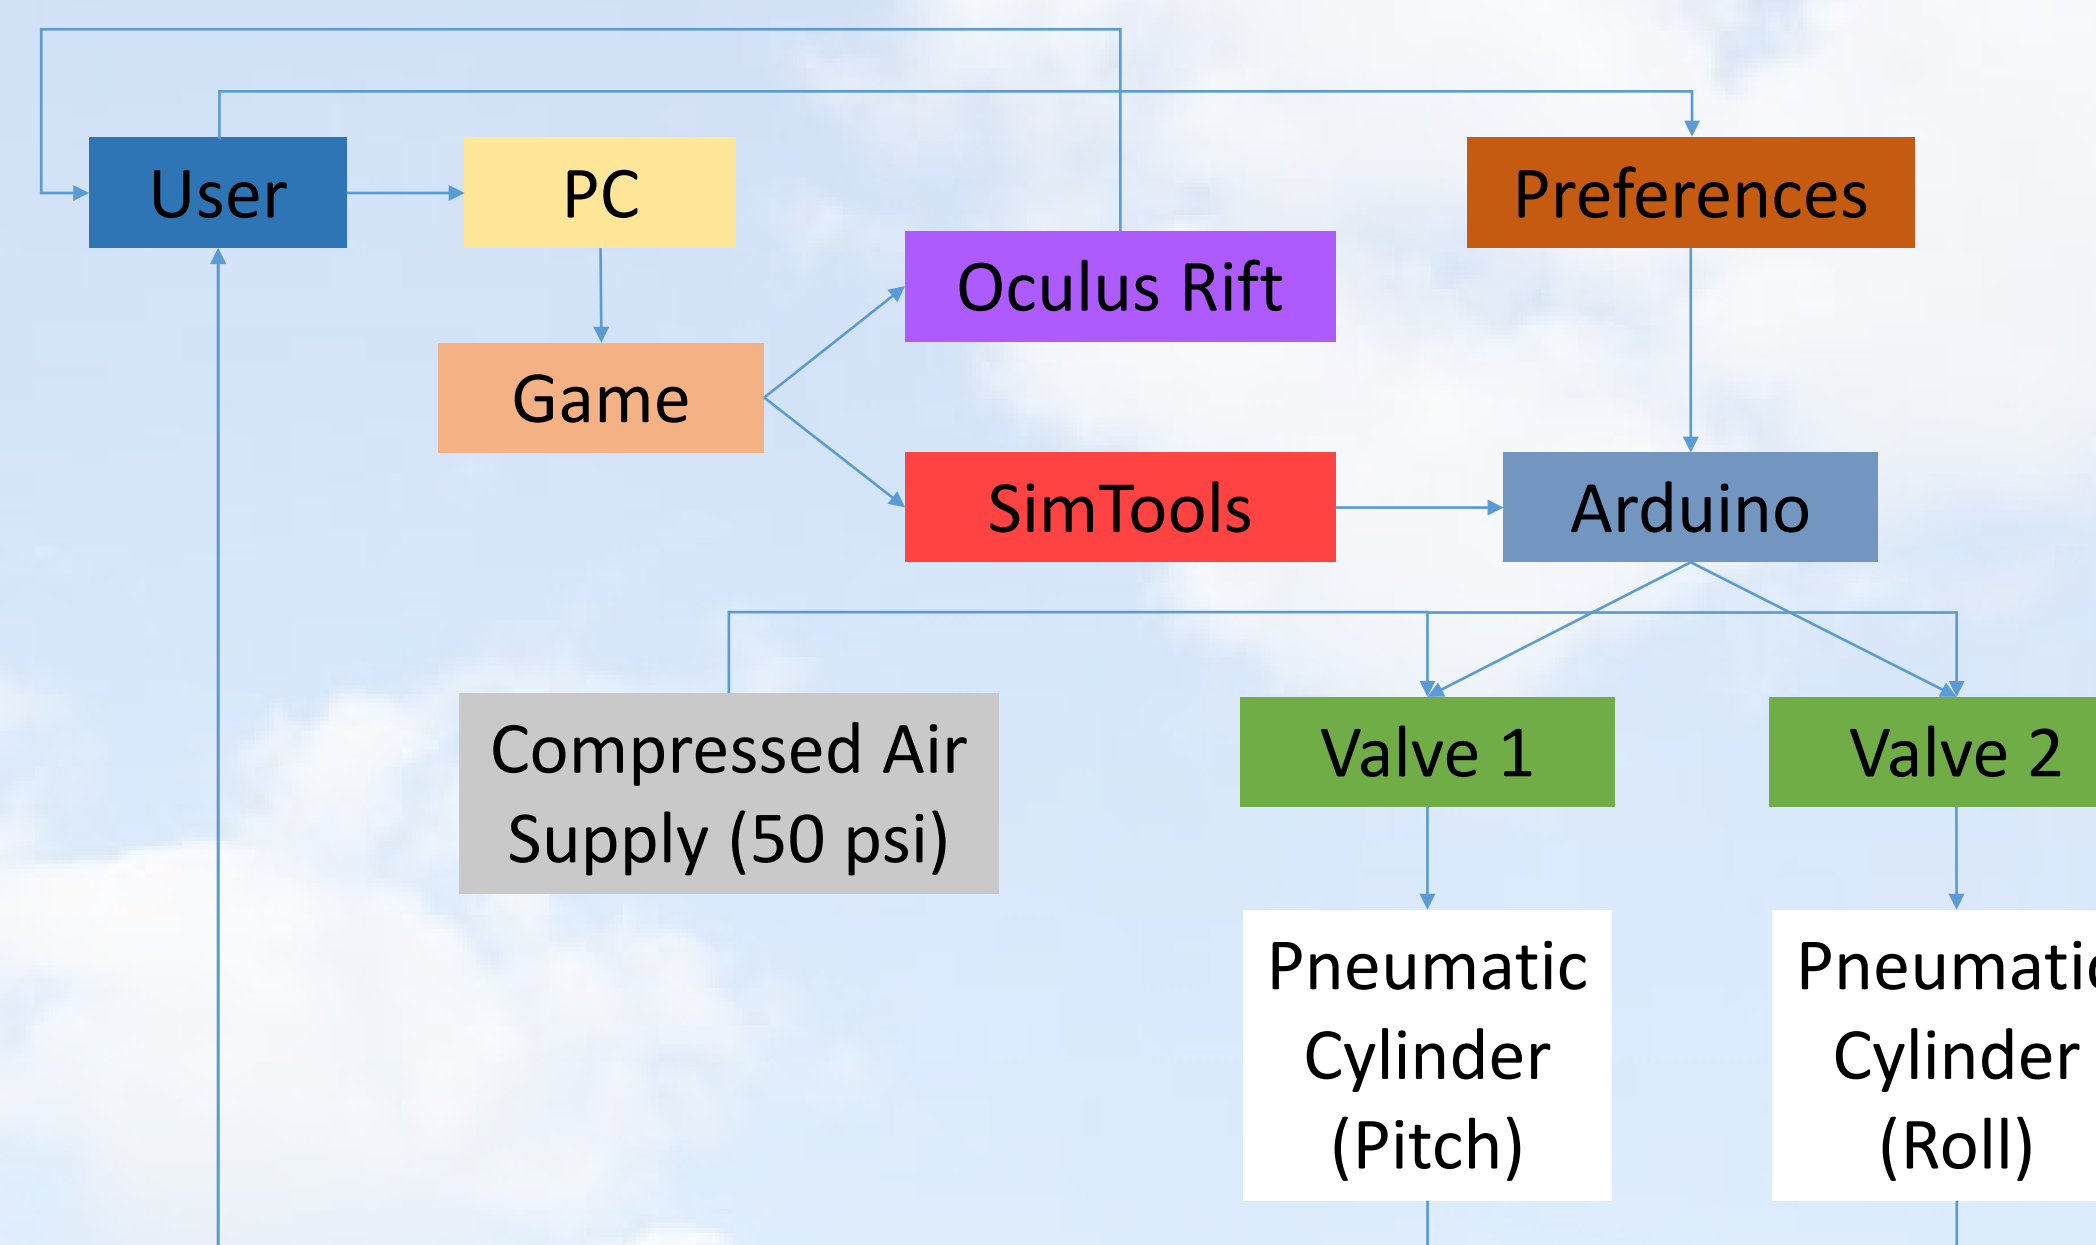 User
PC
Preferences
Oculus Rift
Game
SimTools
Arduino
Compressed Air
Supply (50 psi)
Valve 1
Valve 2
Pneumatic
Cylinder
(Pitch)
Pneumatic
Cylinder
(Roll)